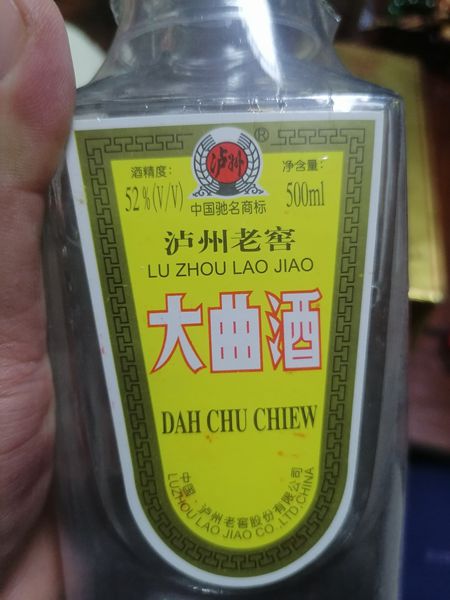 泸州
®
酒精度:
52%(V/V)
净含量:
500ml
中国驰名商标
泸州老窖
LU ZHOU LAO JIAO
大曲酒
DAH CHU CHIEW
中国·泸州老窖股份有限公司
LUZHOU LAO JIAO CO.,LTD.CHINA